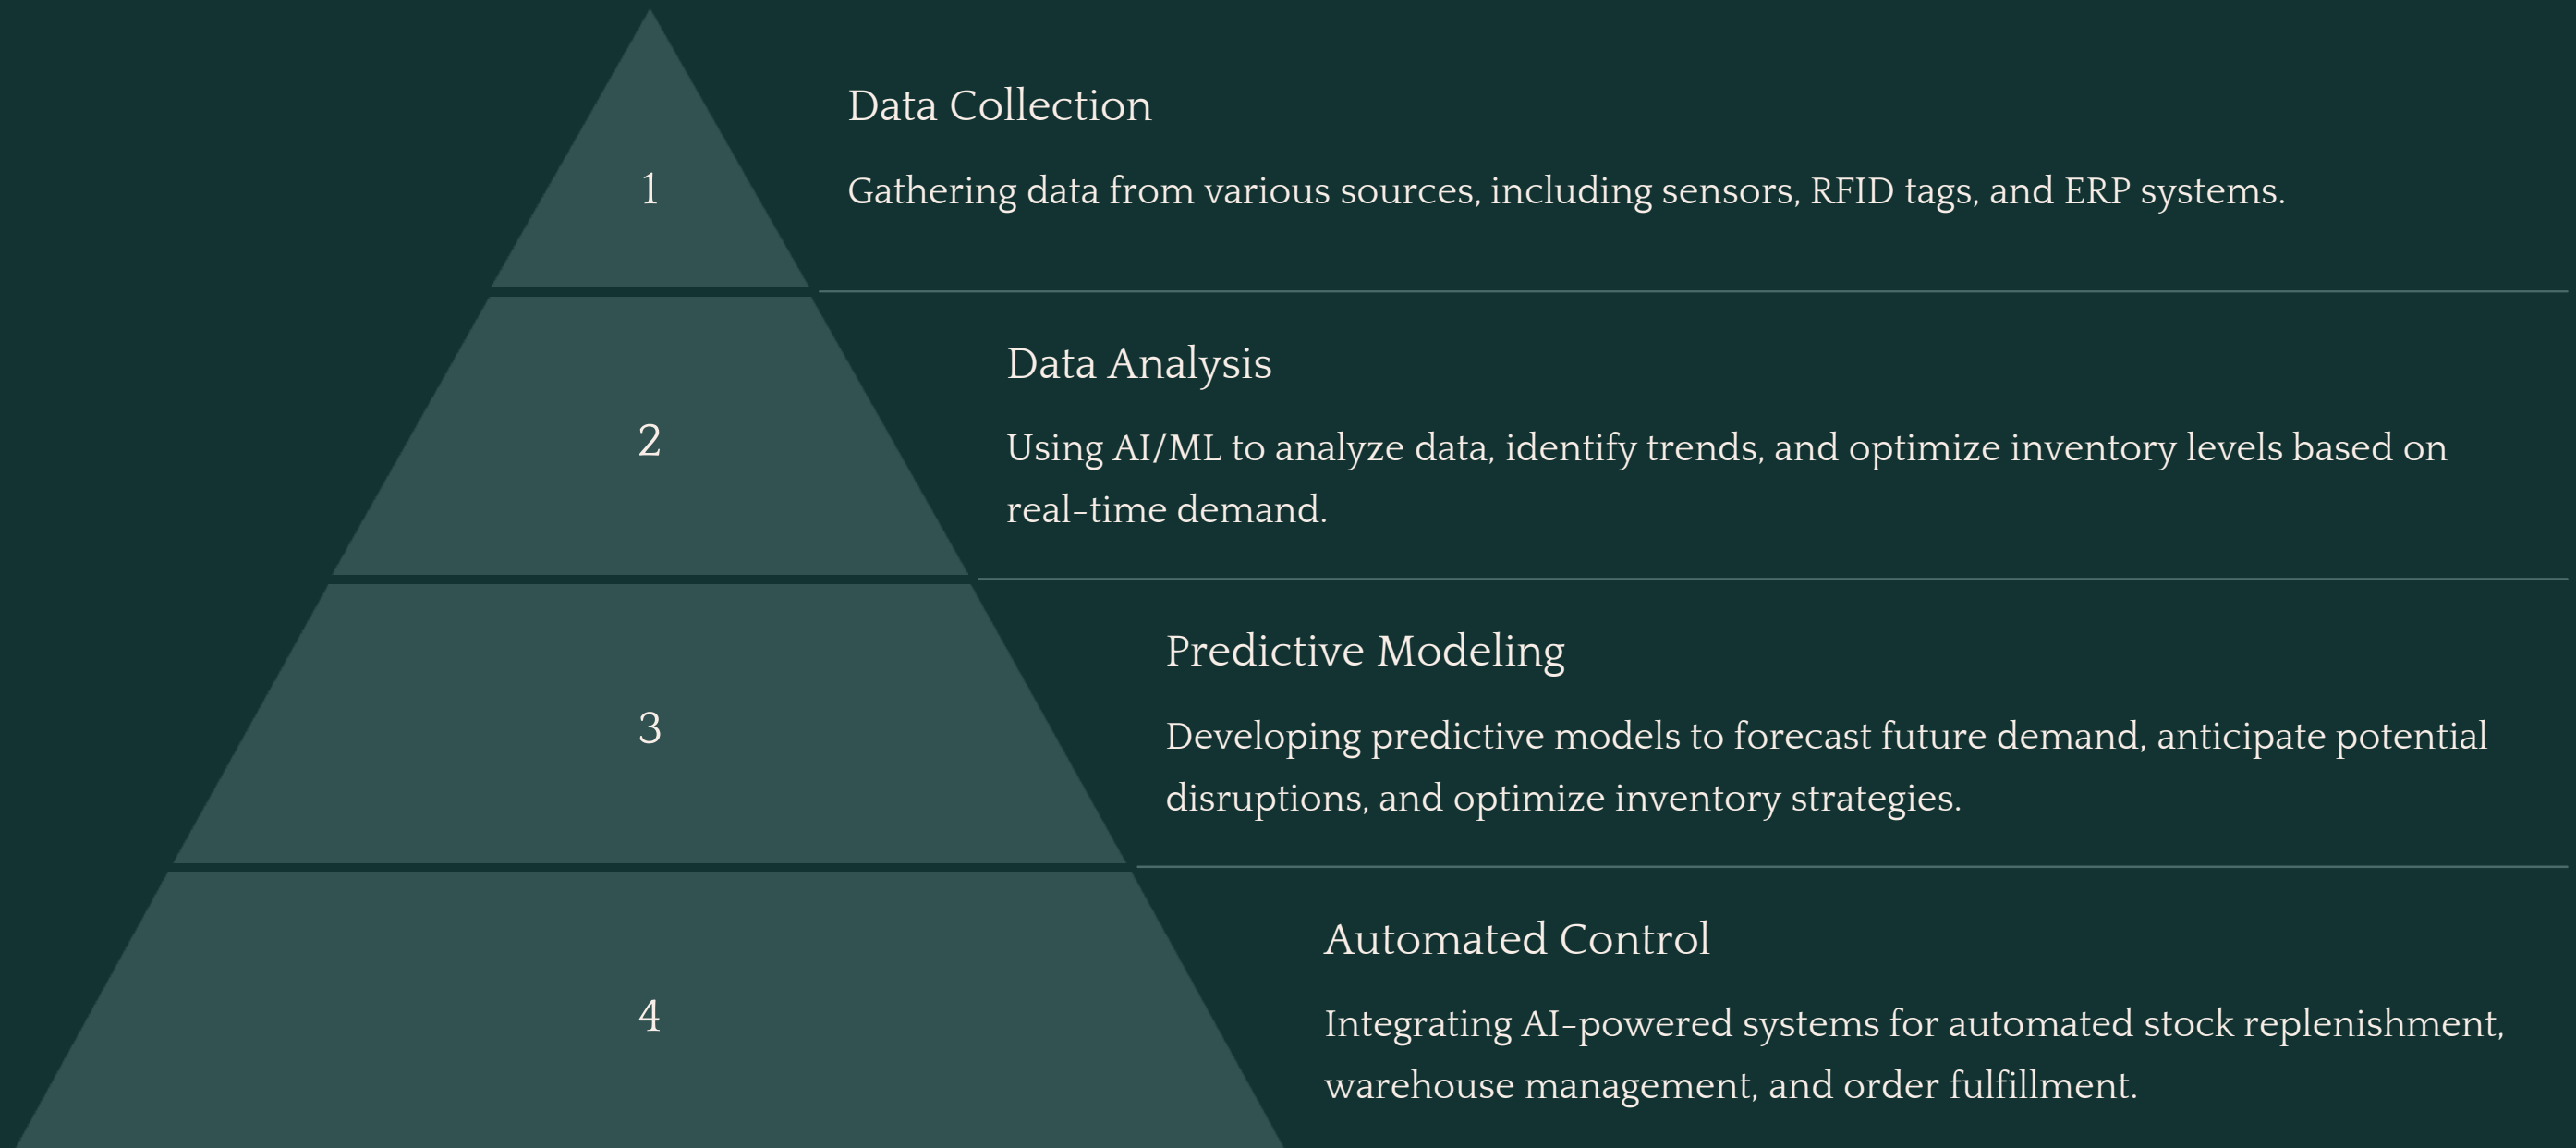 1
Data Collection
Gathering data from various sources, including sensors, RFID tags, and ERP systems.
2
Data Analysis
Using AI/ML to analyze data, identify trends, and optimize inventory levels based on
real-time demand.
3
Predictive Modeling
Developing predictive models to forecast future demand, anticipate potential
disruptions, and optimize inventory strategies.
4
Automated Control
Integrating AI-powered systems for automated stock replenishment,
warehouse management, and order fulfillment.